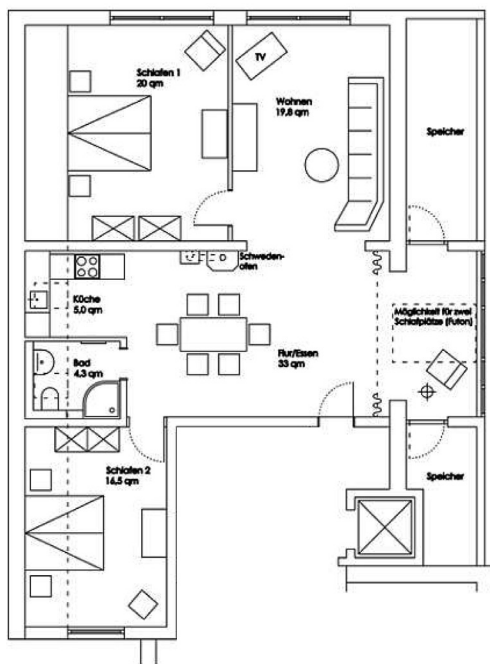 TV
Schlafen 1
20 qm
Wohnen
19,8 qm
Speicher
Schweden-
ofen
Küche
5,0 qm
Möglichkeit für zwei
Schlafplätze (Futon)
Bad
4,3 qm
Flur/Essen
33 qm
Schlafen 2
16,5 qm
Speicher